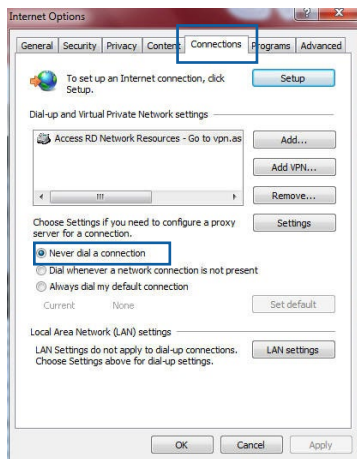 Internet Options
General Security Privacy Content Connections Programs Advanced
To set up an Internet connection, click
Setup.
Setup
Dial-up and Virtual Private Network settings
Access RD Network Resources - Go to vpn.as
Add...
Add VPN...
Remove...
Choose Settings if you need to configure a proxy
server for a connection.
Settings
Never dial a connection
Dial whenever a network connection is not present
Always dial my default connection
Current None
Set default
Local Area Network (LAN) settings
LAN Settings do not apply to dial-up connections.
Choose Settings above for dial-up settings.
LAN settings
OK Cancel Apply